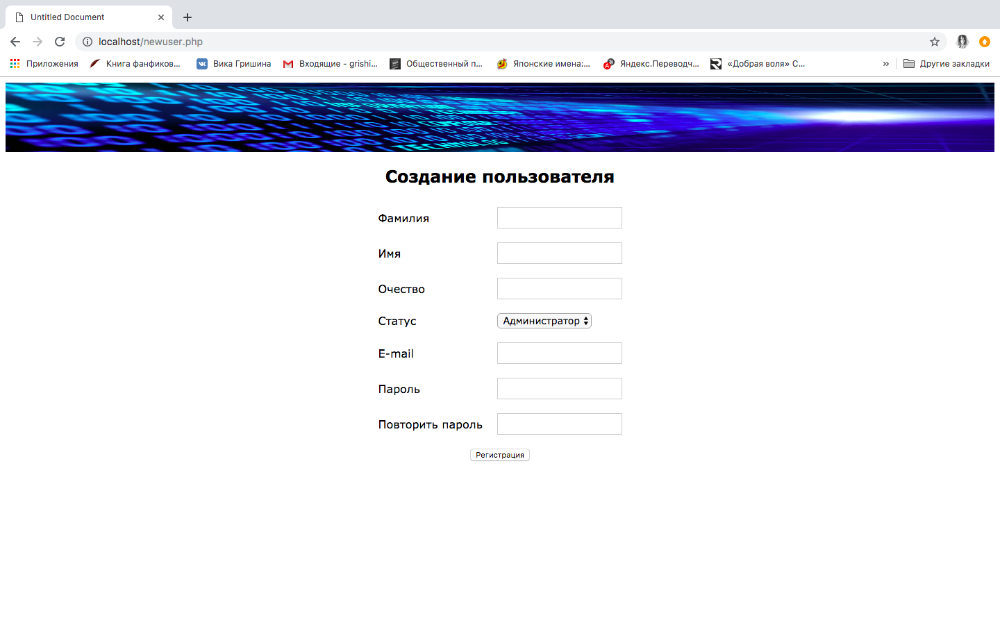 Untitled Document
localhost/newuser.php
Приложения
Книга фанфиков...
Вика Гришина
Входящие - grishi...
Общественный п...
Японские имена:...
Яндекс.Переводч...
«Добрая воля» С...
»
Другие закладки
TECHNOLOG
Создание пользователя
Фамилия
Имя
Очество
Статус Администратор
E-mail
Пароль
Повторить пароль
Регистрация